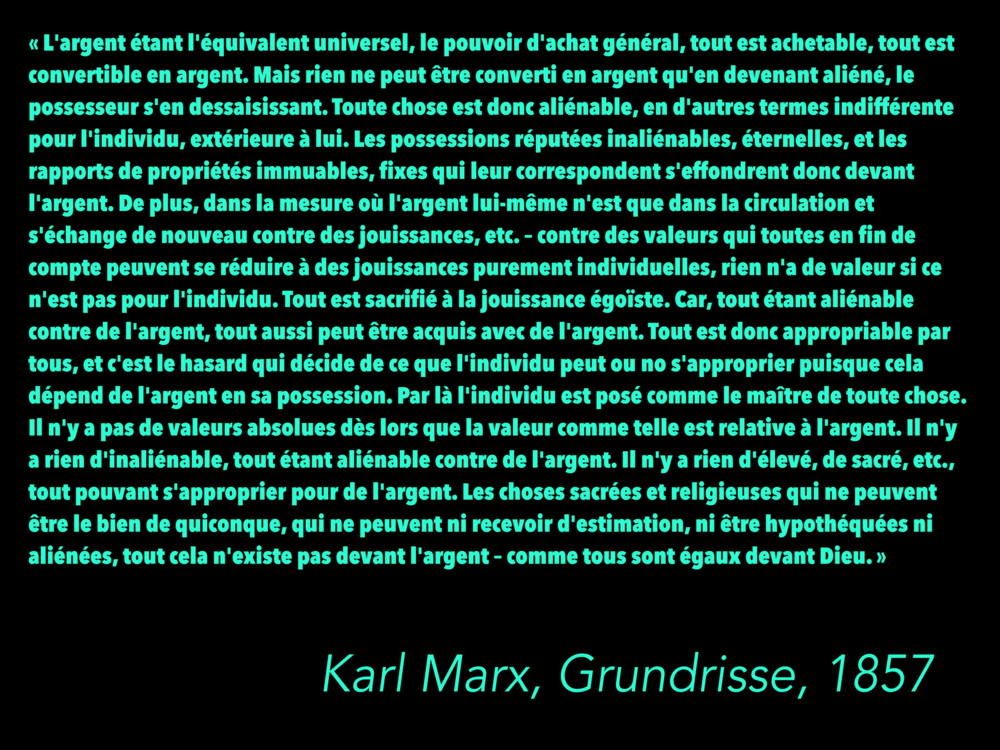 « L'argent étant l'équivalent universel, le pouvoir d'achat général, tout est achetable, tout est
convertible en argent. Mais rien ne peut être converti en argent qu'en devenant aliéné, le
possesseur s'en dessaisissant. Toute chose est donc aliénable, en d'autres termes indifférente
pour l'individu, extérieure à lui. Les possessions réputées inaliénables, éternelles, et les
rapports de propriétés immuables, fixes qui leur correspondent s'effondrent donc devant
l'argent. De plus, dans la mesure où l'argent lui-même n'est que dans la circulation et
s'échange de nouveau contre des jouissances, etc. – contre des valeurs qui toutes en fin de
compte peuvent se réduire à des jouissances purement individuelles, rien n'a de valeur si ce
n'est pas pour l'individu. Tout est sacrifié à la jouissance égoïste. Car, tout étant aliénable
contre de l'argent, tout aussi peut être acquis avec de l'argent. Tout est donc appropriable par
tous, et c'est le hasard qui décide de ce que l'individu peut ou no s'approprier puisque cela
dépend de l'argent en sa possession. Par là l'individu est posé comme le maître de toute chose.
Il n'y a pas de valeurs absolues dès lors que la valeur comme telle est relative à l'argent. Il n'y
a rien d'inaliénable, tout étant aliénable contre de l'argent. Il n'y a rien d'élevé, de sacré, etc.,
tout pouvant s'approprier pour de l'argent. Les choses sacrées et religieuses qui ne peuvent
être le bien de quiconque, qui ne peuvent ni recevoir d'estimation, ni être hypothéquées ni
aliénées, tout cela n'existe pas devant l'argent – comme tous sont égaux devant Dieu. »
Karl Marx, Grundrisse, 1857